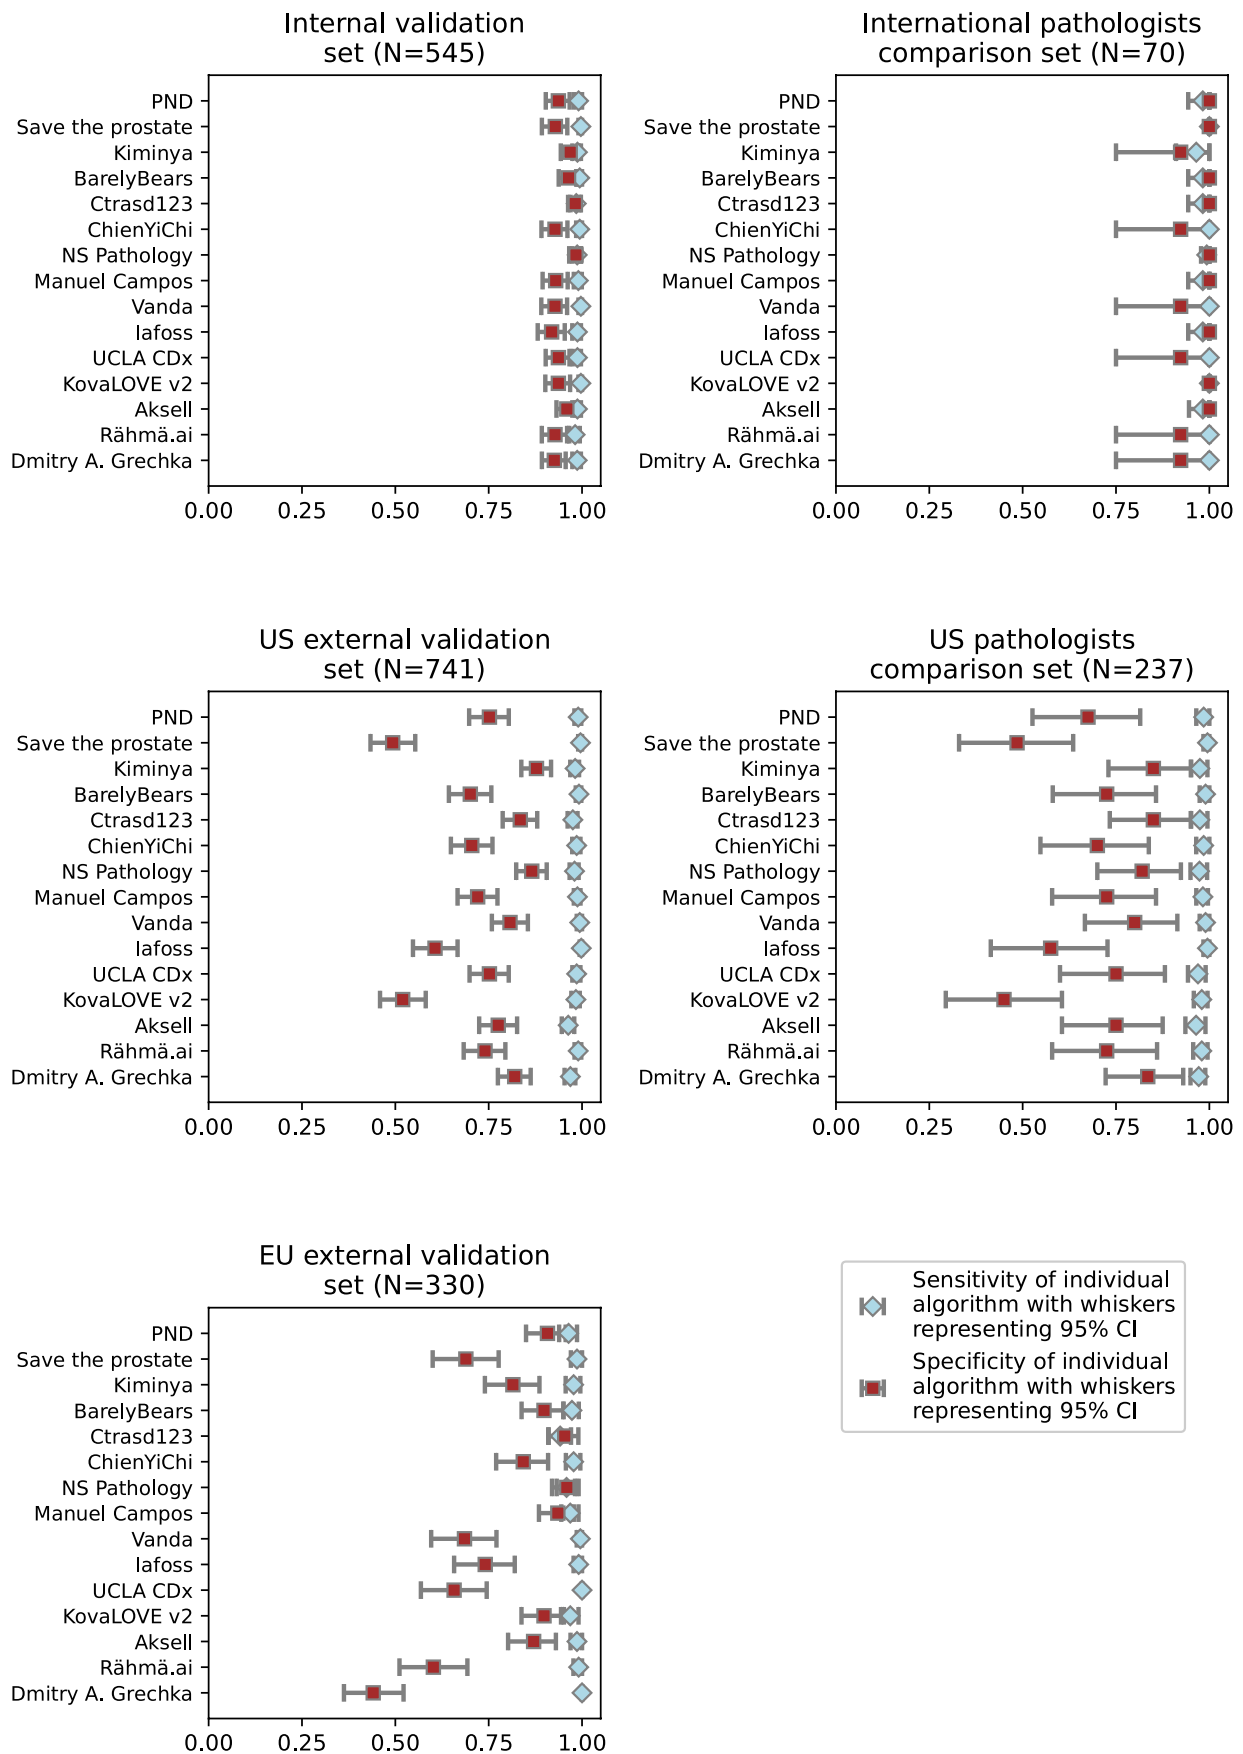 Internal validation
set (N=545)
PND
Save the prostate
Kiminya
BarelyBears
Ctrasd123
ChienYiChi
NS Pathology
Manuel Campos
Vanda
Iafoss
UCLA CDx
KovaLOVE v2
Aksell
Rähmä.ai
Dmitry A. Grechka
0.00 0.25 0.50 0.75 1.00
International pathologists
comparison set (N=70)
PND
Save the prostate
Kiminya
BarelyBears
Ctrasd123
ChienYiChi
NS Pathology
Manuel Campos
Vanda
Iafoss
UCLA CDx
KovaLOVE v2
Aksell
Rähmä.ai
Dmitry A. Grechka
0.00 0.25 0.50 0.75 1.00
US external validation
set (N=741)
PND
Save the prostate
Kiminya
BarelyBears
Ctrasd123
ChienYiChi
NS Pathology
Manuel Campos
Vanda
Iafoss
UCLA CDx
KovaLOVE v2
Aksell
Rähmä.ai
Dmitry A. Grechka
0.00 0.25 0.50 0.75 1.00
US pathologists
comparison set (N=237)
PND
Save the prostate
Kiminya
BarelyBears
Ctrasd123
ChienYiChi
NS Pathology
Manuel Campos
Vanda
Iafoss
UCLA CDx
KovaLOVE v2
Aksell
Rähmä.ai
Dmitry A. Grechka
0.00 0.25 0.50 0.75 1.00
EU external validation
set (N=330)
PND
Save the prostate
Kiminya
BarelyBears
Ctrasd123
ChienYiChi
NS Pathology
Manuel Campos
Vanda
Iafoss
UCLA CDx
KovaLOVE v2
Aksell
Rähmä.ai
Dmitry A. Grechka
0.00 0.25 0.50 0.75 1.00
Sensitivity of individual
algorithm with whiskers
representing 95% CI
Specificity of individual
algorithm with whiskers
representing 95% CI